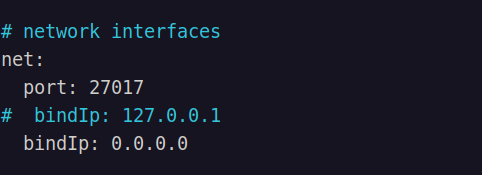 # network interfaces
net:
  port: 27017
#  bindIp: 127.0.0.1
  bindIp: 0.0.0.0